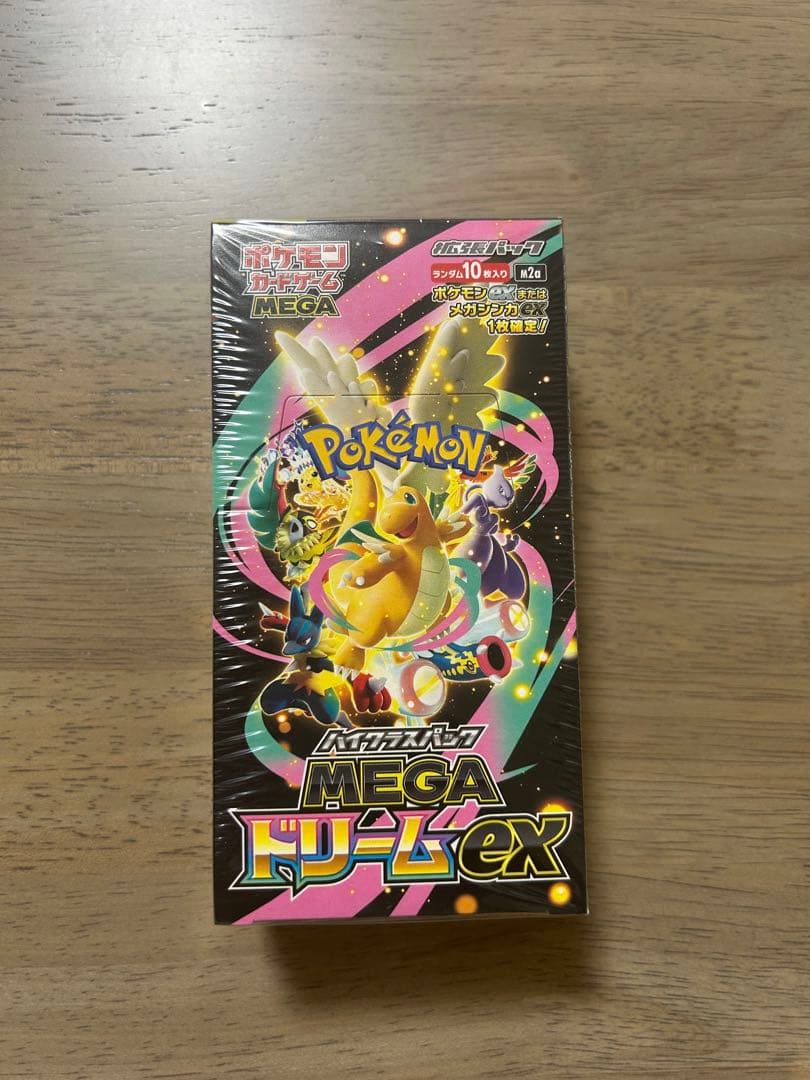 ポケモン
カードゲーム
MEGA
拡張パック
ランダム10枚入り M2a
ポケモンexまたは
メガシンカex
1枚確定!
POKéMON
ハイクラスパック
MEGA
ドリームex